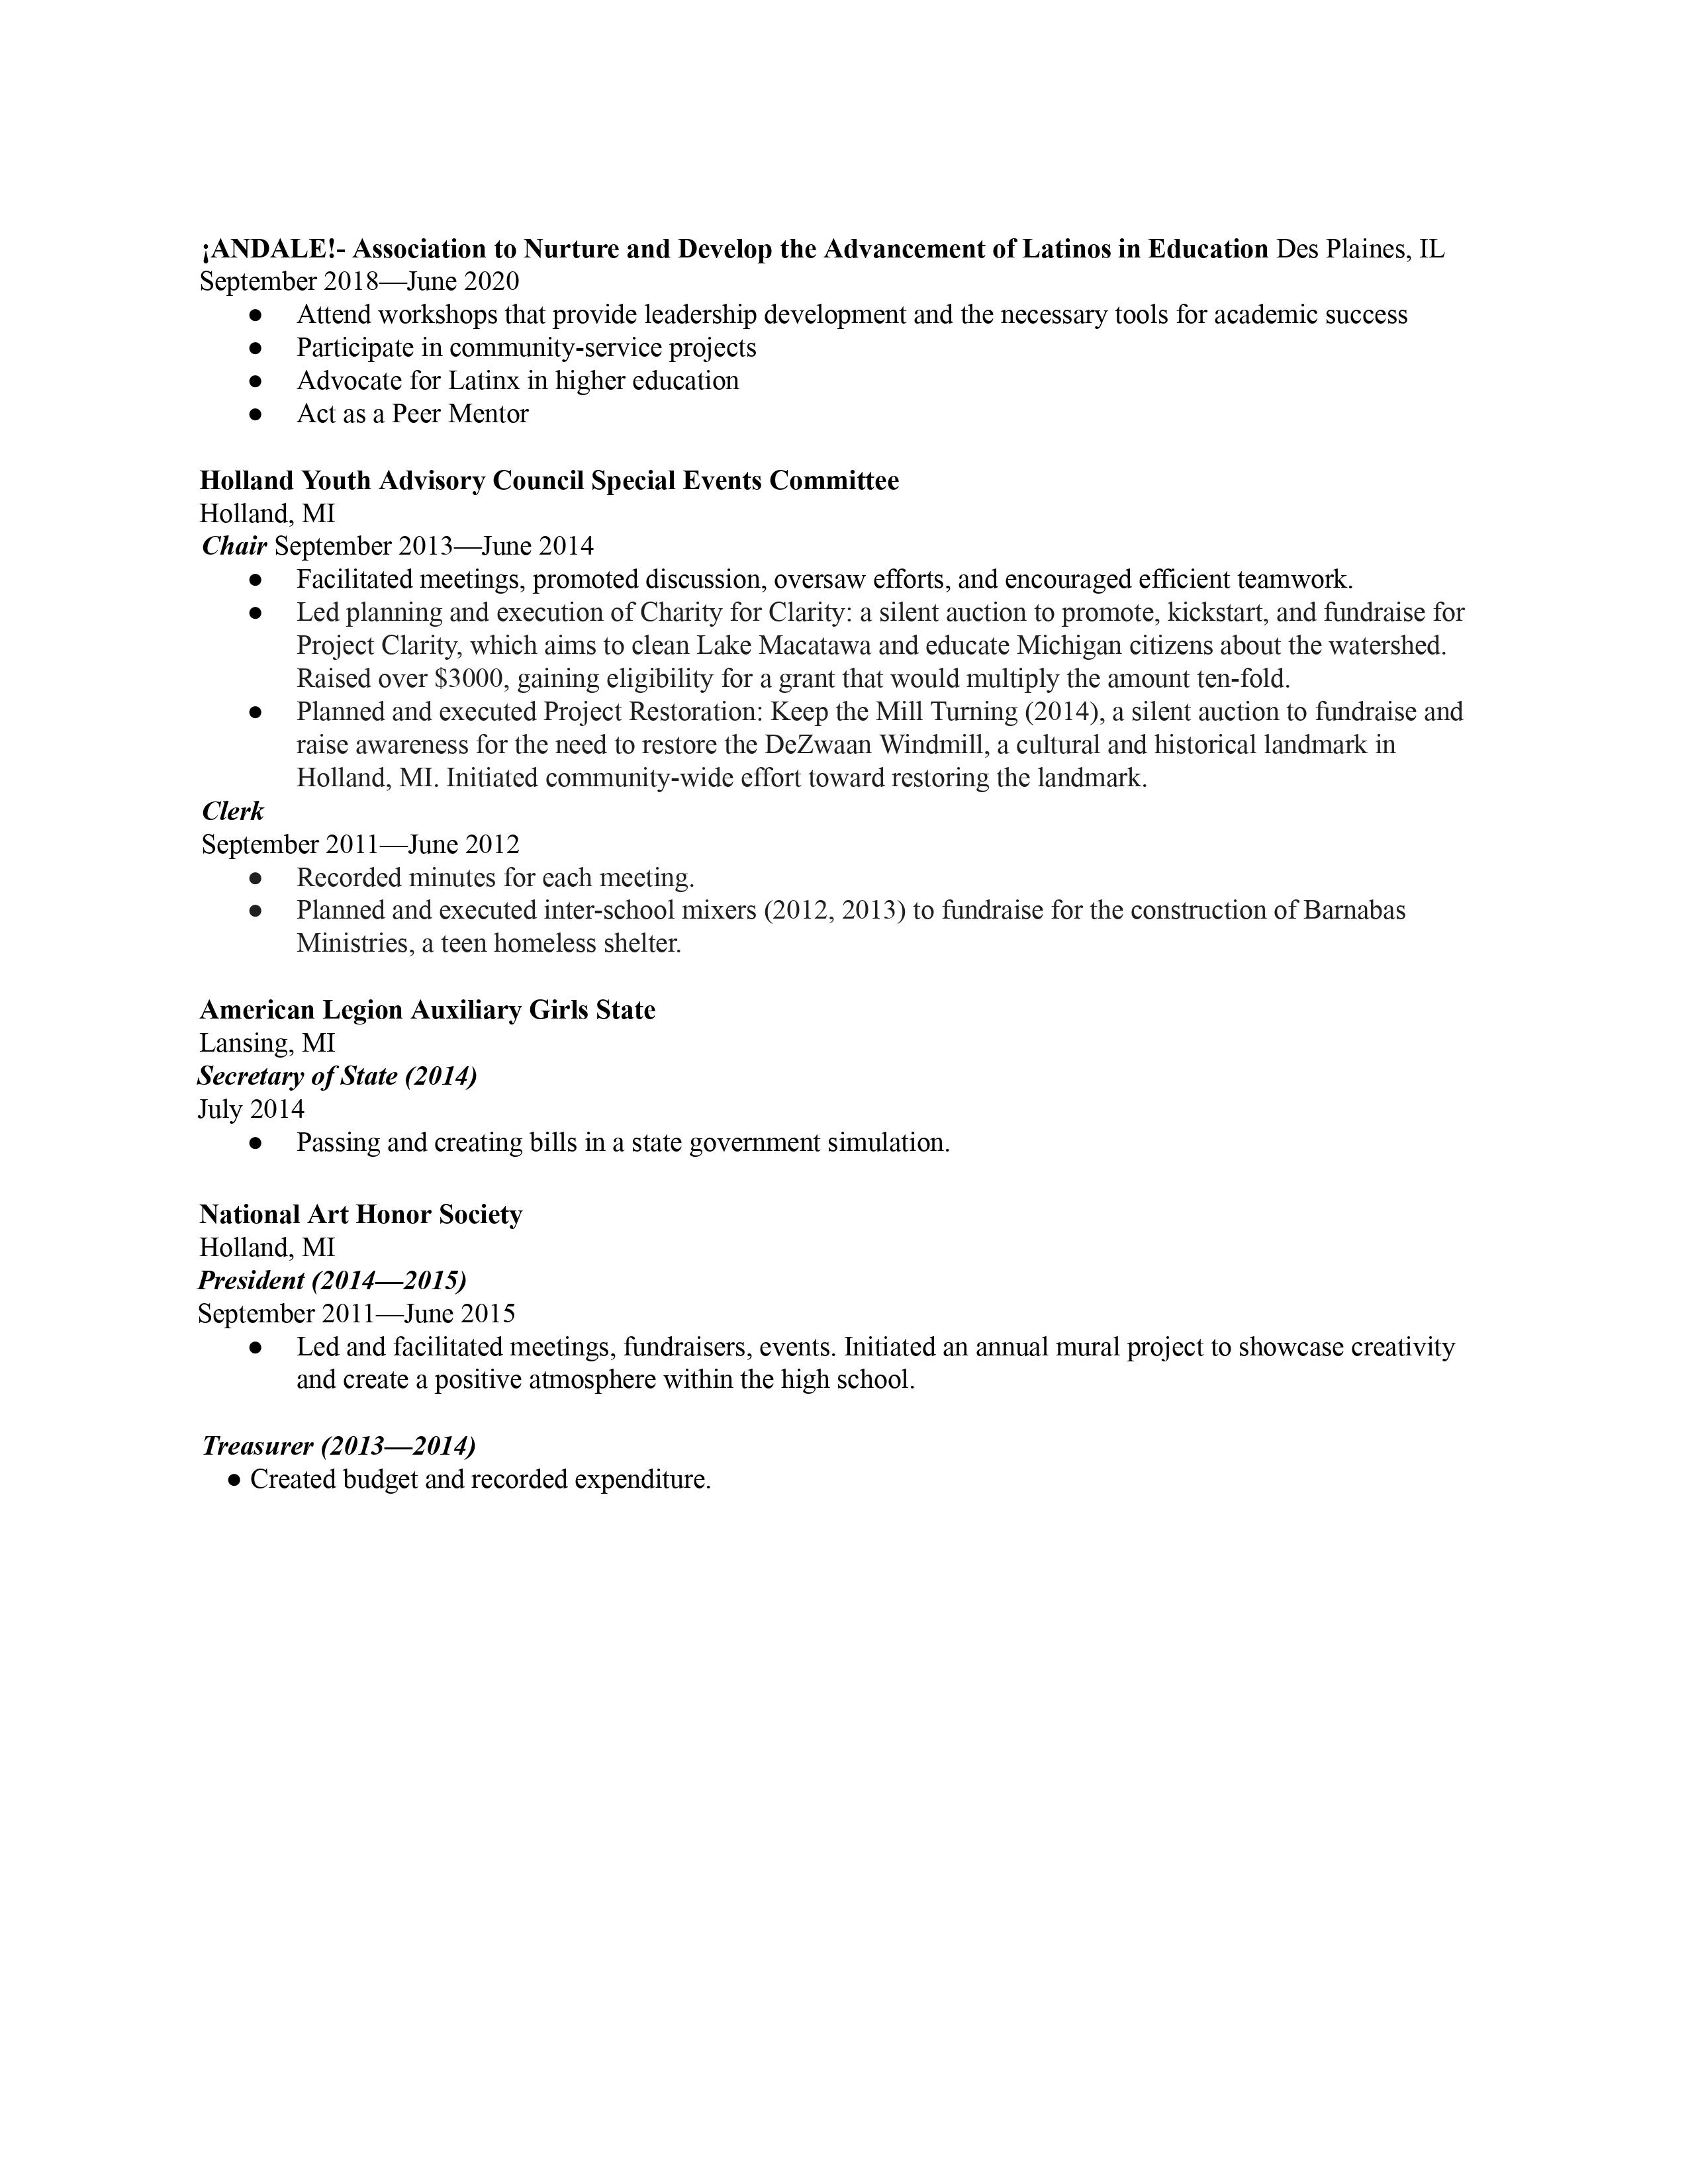 ¡ANDALE!- Association to Nurture and Develop the Advancement of Latinos in Education Des Plaines, IL
September 2018—June 2020
● Attend workshops that provide leadership development and the necessary tools for academic success
● Participate in community-service projects
● Advocate for Latinx in higher education
● Act as a Peer Mentor
Holland Youth Advisory Council Special Events Committee
Holland, MI
Chair September 2013—June 2014
● Facilitated meetings, promoted discussion, oversaw efforts, and encouraged efficient teamwork.
● Led planning and execution of Charity for Clarity: a silent auction to promote, kickstart, and fundraise for
Project Clarity, which aims to clean Lake Macatawa and educate Michigan citizens about the watershed.
Raised over $3000, gaining eligibility for a grant that would multiply the amount ten-fold.
● Planned and executed Project Restoration: Keep the Mill Turning (2014), a silent auction to fundraise and
raise awareness for the need to restore the DeZwaan Windmill, a cultural and historical landmark in
Holland, MI. Initiated community-wide effort toward restoring the landmark.
Clerk
September 2011—June 2012
● Recorded minutes for each meeting.
● Planned and executed inter-school mixers (2012, 2013) to fundraise for the construction of Barnabas
Ministries, a teen homeless shelter.
American Legion Auxiliary Girls State
Lansing, MI
Secretary of State (2014)
July 2014
● Passing and creating bills in a state government simulation.
National Art Honor Society
Holland, MI
President (2014—2015)
September 2011—June 2015
● Led and facilitated meetings, fundraisers, events. Initiated an annual mural project to showcase creativity
and create a positive atmosphere within the high school.
Treasurer (2013—2014)
● Created budget and recorded expenditure.